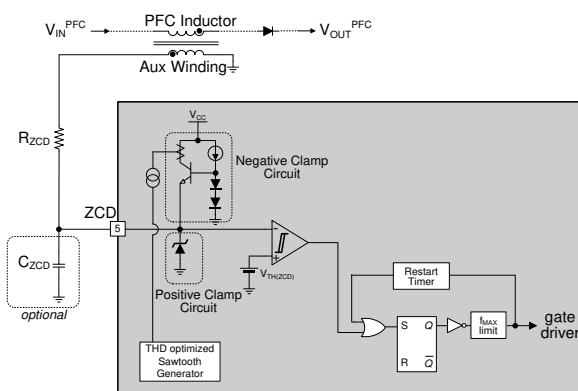 V_IN^PFC
PFC Inductor
V_OUT^PFC
Aux Winding
R_ZCD
V_CC
Negative Clamp
Circuit
ZCD
5
C_ZCD
optional
Positive Clamp Circuit
-
+
V_TH(ZCD)
THD optimized
Sawtooth
Generator
Restart
Timer
S
Q
R
Q̅
f_MAX
limit
gate
driver